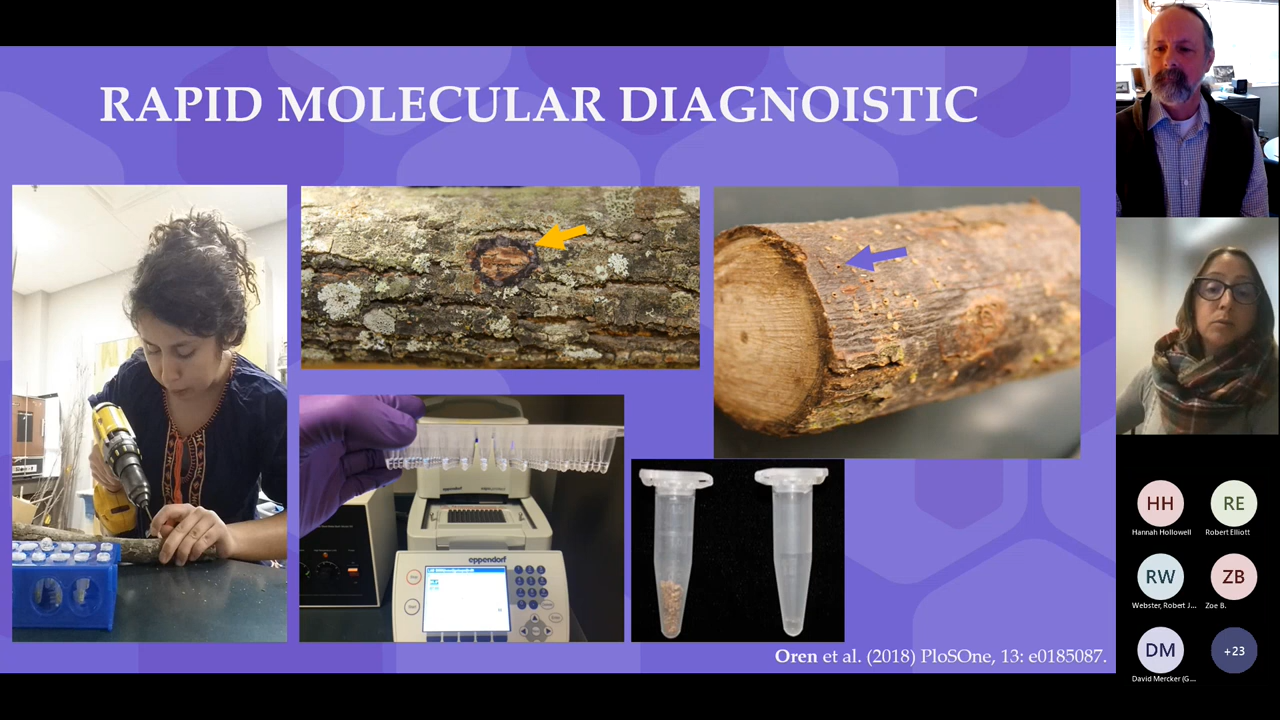 RAPID MOLECULAR DIAGNOISTIC
eppendorf
Oren et al. (2018) PloSOne, 13: e0185087.
HH
Hannah Hollowell
RE
Robert Elliott
RW
Webster, Robert J...
ZB
Zoe B.
DM
David Mercker (G...
+23